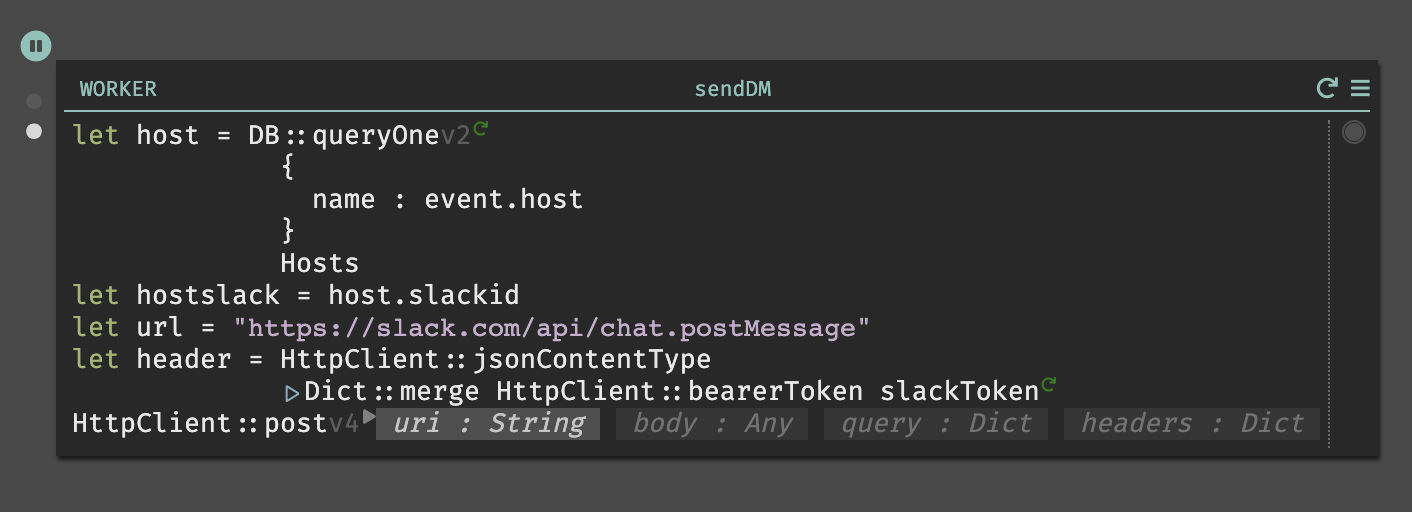 WORKER sendDM
let host = DB::queryOnev2
{
name : event.host
}
Hosts
let hostslack = host.slackid
let url = "https://slack.com/api/chat.postMessage"
let header = HttpClient::jsonContentType
▷Dict::merge HttpClient::bearerToken slackToken
HttpClient::postv4 uri : String body : Any query : Dict headers : Dict